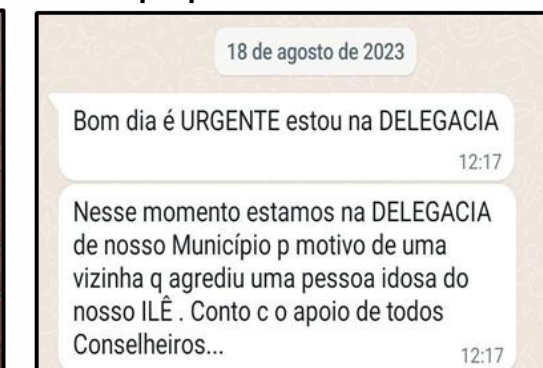 18 de agosto de 2023
Bom dia é URGENTE estou na DELEGACIA
12:17
Nesse momento estamos na DELEGACIA
de nosso Município p motivo de uma
vizinha q agrediu uma pessoa idosa do
nosso ILÊ . Conto c o apoio de todos
Conselheiros...
12:17